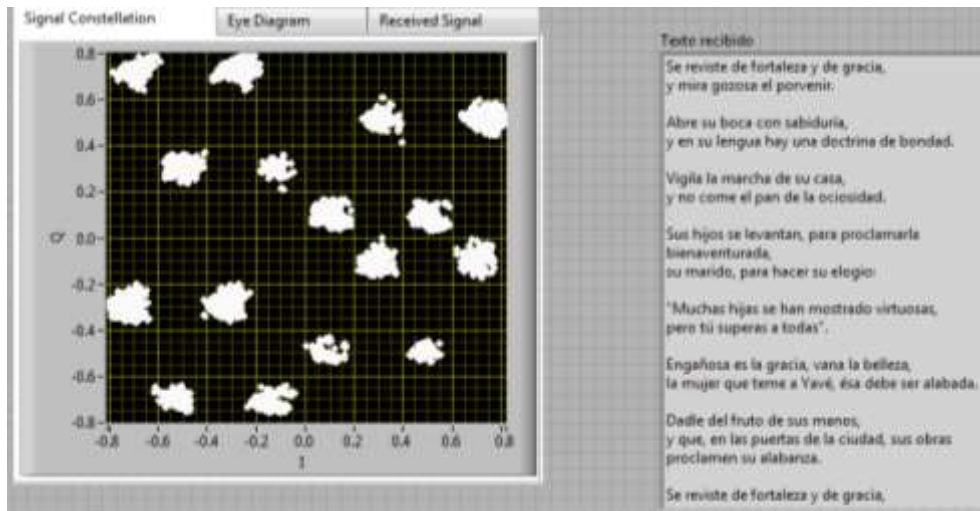 Signal Constellation
Eye Diagram
Received Signal
0.8
0.6
0.4
0.2
0.0
-0.2
-0.4
-0.6
-0.8
Q
-0.8 -0.6 -0.4 -0.2 0.0 0.2 0.4 0.6 0.8
I
Texto recibido
Se reviste de fortaleza y de gracia,
y mira gozosa el porvenir.
Abre su boca con sabiduría,
y en su lengua hay una doctrina de bondad.
Vigila la marcha de su casa,
y no come el pan de la ociosidad.
Sus hijos se levantan, para proclamarla
bienaventurada,
su marido, para hacer su elogio:
"Muchas hijas se han mostrado virtuosas,
pero tú superas a todas".
Engañosa es la gracia, vana la belleza,
la mujer que teme a Yavé, ésa debe ser alabada.
Dadle del fruto de sus manos,
y que, en las puertas de la ciudad, sus obras
proclamen su alabanza.
Se reviste de fortaleza y de gracia,